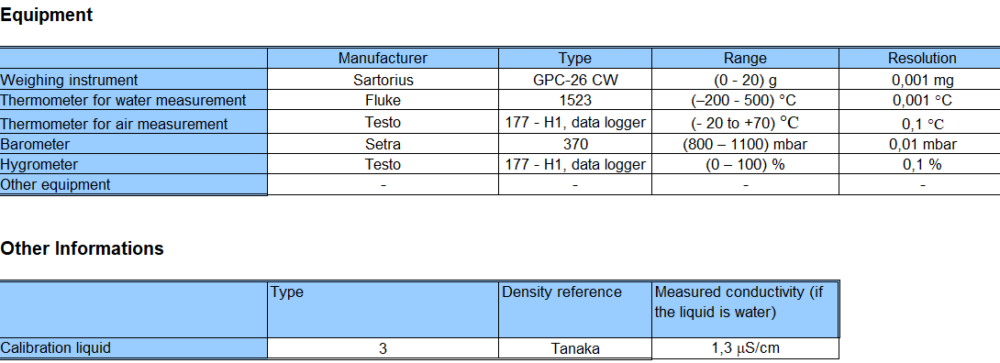 Equipment
Manufacturer Type Range Resolution
Weighing instrument Sartorius GPC-26 CW (0 - 20) g 0,001 mg
Thermometer for water measurement Fluke 1523 (–200 - 500) °C 0,001 °C
Thermometer for air measurement Testo 177 - H1, data logger (- 20 to +70) °C 0,1 °C
Barometer Setra 370 (800 – 1100) mbar 0,01 mbar
Hygrometer Testo 177 - H1, data logger (0 – 100) % 0,1 %
Other equipment - - - -
Other Informations
Type Density reference Measured conductivity (if
the liquid is water)
Calibration liquid 3 Tanaka 1,3 μS/cm